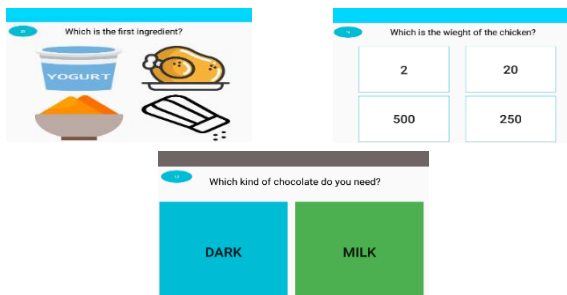 Which is the first ingredient?
YOGURT
Which is the wieght of the chicken?
2 20
500 250
Which kind of chocolate do you need?
DARK MILK